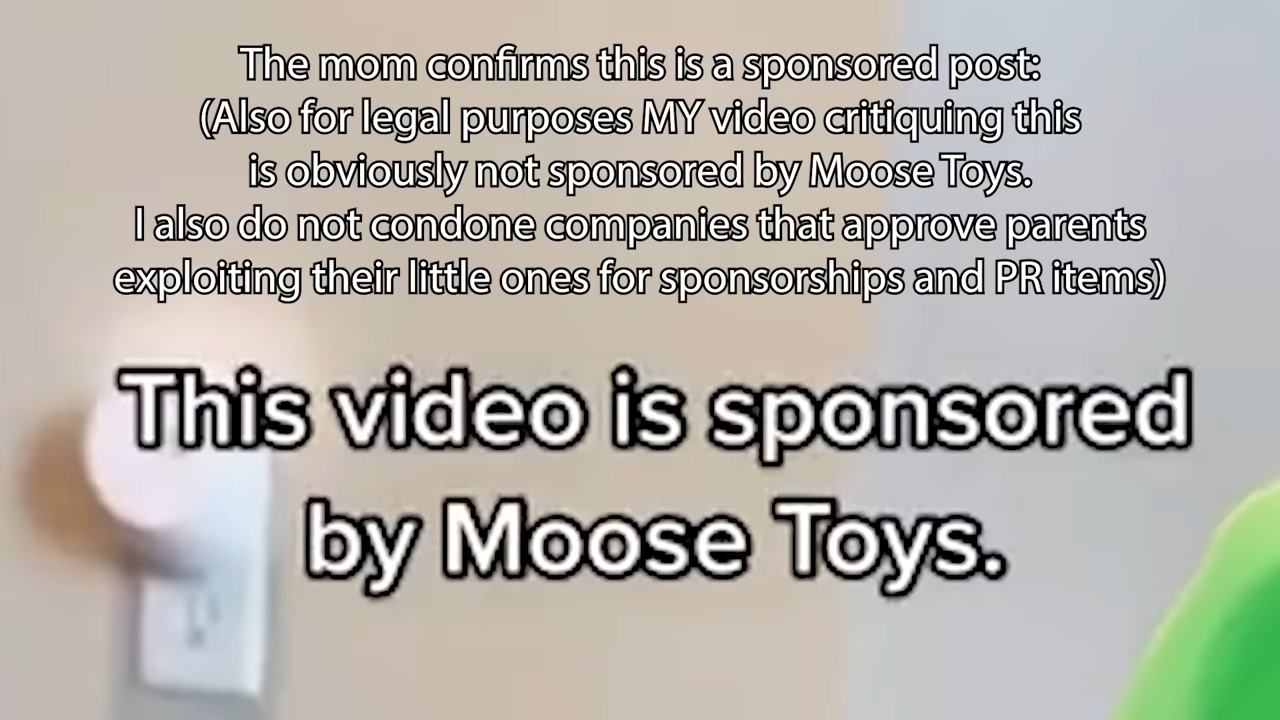 The mom confirms this is a sponsored post:
(Also for legal purposes MY video critiquing this
is obviously not sponsored by Moose Toys.
I also do not condone companies that approve parents
exploiting their little ones for sponsorships and PR items)
This video is sponsored
by Moose Toys.